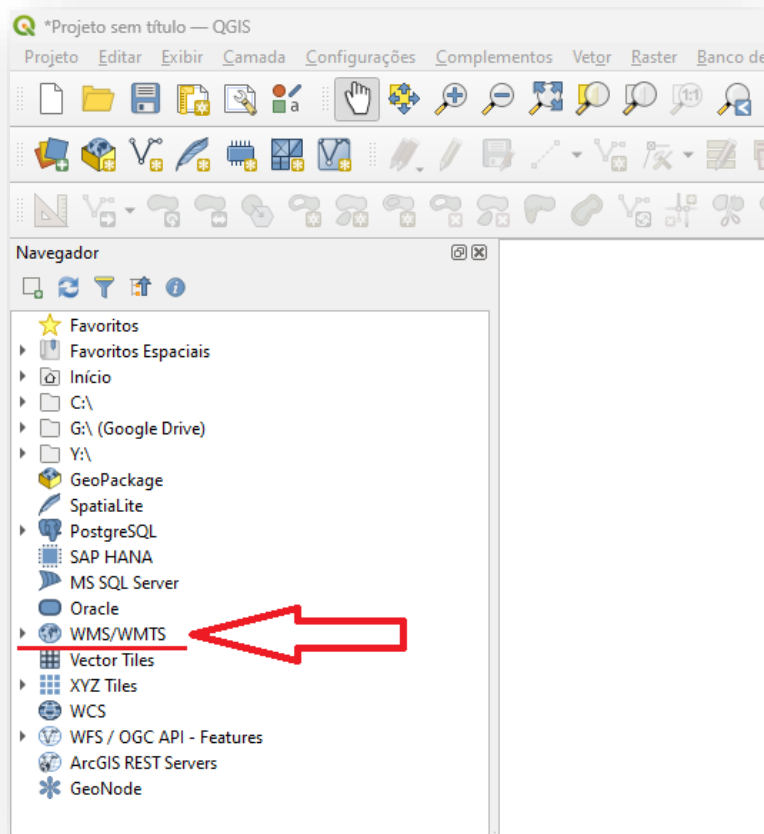 *Projeto sem título — QGIS
Projeto Editar Exibir Camada Configurações Complementos Vetor Raster Banco de
1:1
a
Navegador
Favoritos
Favoritos Espaciais
Início
C:\
G:\ (Google Drive)
Y:\
GeoPackage
SpatiaLite
PostgreSQL
SAP HANA
MS SQL Server
Oracle
WMS/WMTS
Vector Tiles
XYZ Tiles
WCS
WFS / OGC API - Features
ArcGIS REST Servers
GeoNode